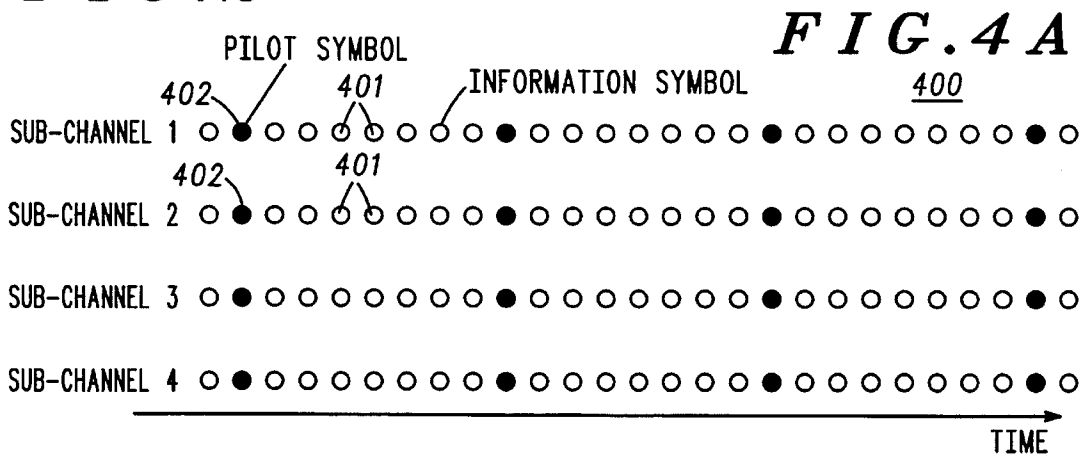 FIG.4A
PILOT SYMBOL
402
401
INFORMATION SYMBOL
400
SUB-CHANNEL 1
402
401
SUB-CHANNEL 2
SUB-CHANNEL 3
SUB-CHANNEL 4
TIME